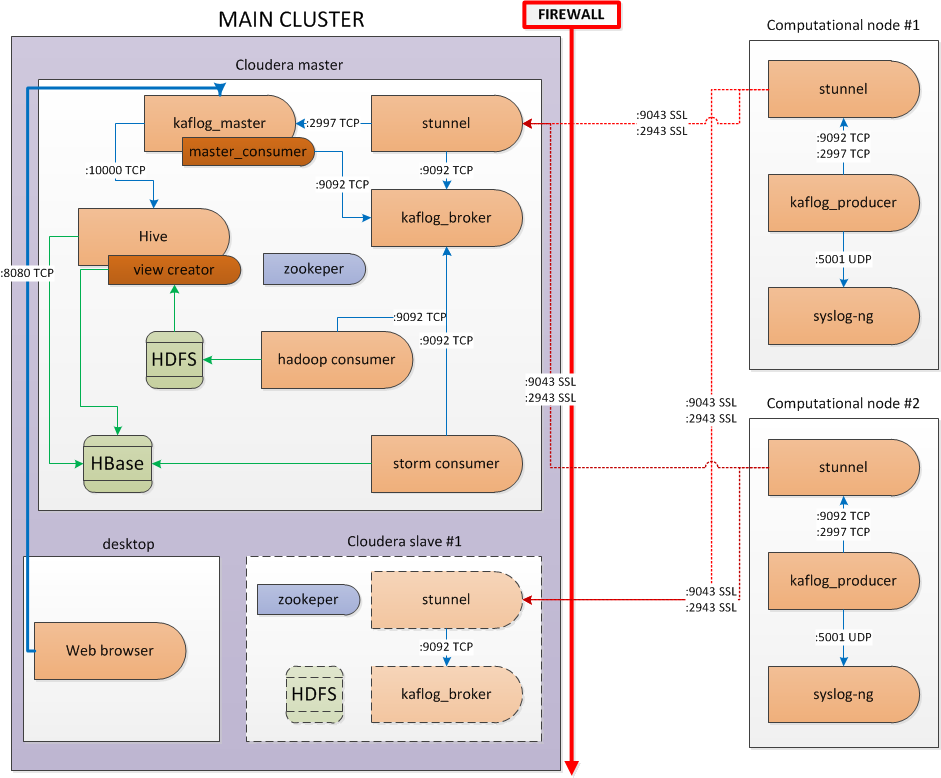 MAIN CLUSTER
FIREWALL
Computational node #1
Cloudera master
stunnel
kaflog_master
:2997 TCP
stunnel
:9043 SSL
:2943 SSL
:9092 TCP
:2997 TCP
master_consumer
:10000 TCP
:9092 TCP
:9092 TCP
kaflog_producer
kaflog_broker
Hive
:5001 UDP
view creator
zookeper
:8080 TCP
syslog-ng
:9092 TCP
:9092 TCP
HDFS
hadoop consumer
:9043 SSL
:2943 SSL
:9043 SSL
:2943 SSL
Computational node #2
HBase
storm consumer
stunnel
:9092 TCP
:2997 TCP
desktop
Cloudera slave #1
kaflog_producer
zookeper
stunnel
:9043 SSL
:2943 SSL
:5001 UDP
Web browser
:9092 TCP
HDFS
kaflog_broker
syslog-ng